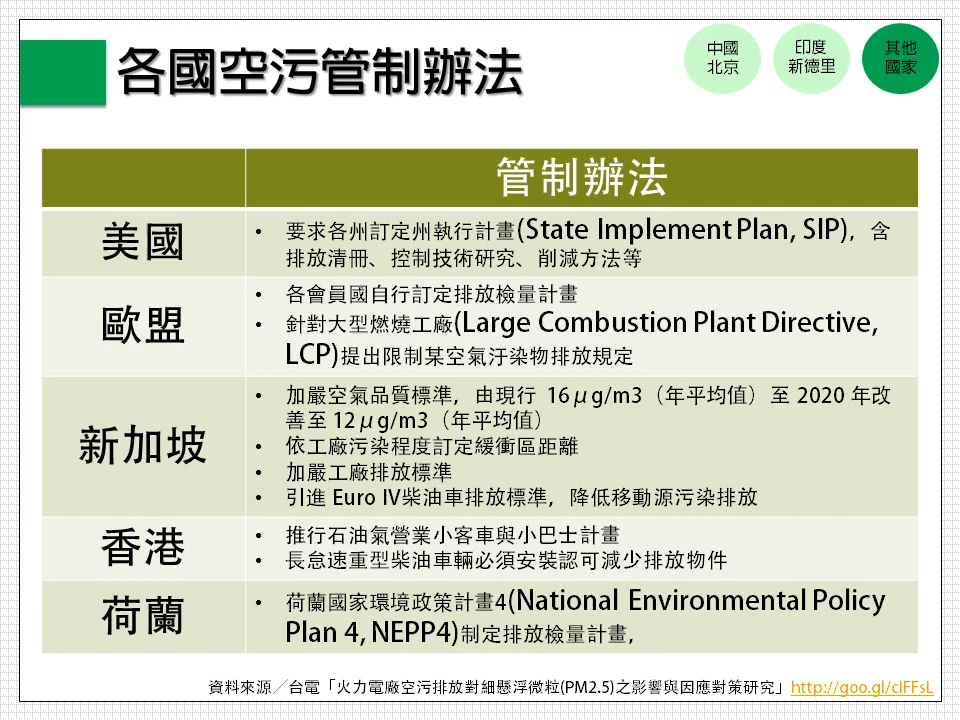 各國空污管制辦法
中國
北京
印度
新德里
其他
國家
管制辦法
美國
• 要求各州訂定州執行計畫(State Implement Plan, SIP)，含
排放清冊、控制技術研究、削減方法等
歐盟
• 各會員國自行訂定排放檢量計畫
• 針對大型燃燒工廠(Large Combustion Plant Directive,
LCP)提出限制某空氣汙染物排放規定
新加坡
• 加嚴空氣品質標準，由現行 16μg/m3（年平均值）至 2020 年改
善至 12μg/m3（年平均值）
• 依工廠污染程度訂定緩衝區距離
• 加嚴工廠排放標準
• 引進 Euro IV柴油車排放標準，降低移動源污染排放
香港
• 推行石油氣營業小客車與小巴士計畫
• 長怠速重型柴油車輛必須安裝認可減少排放物件
荷蘭
• 荷蘭國家環境政策計畫4(National Environmental Policy
Plan 4, NEPP4)制定排放檢量計畫，
資料來源／台電「火力電廠空污排放對細懸浮微粒(PM2.5)之影響與因應對策研究」http://goo.gl/cIFFsL